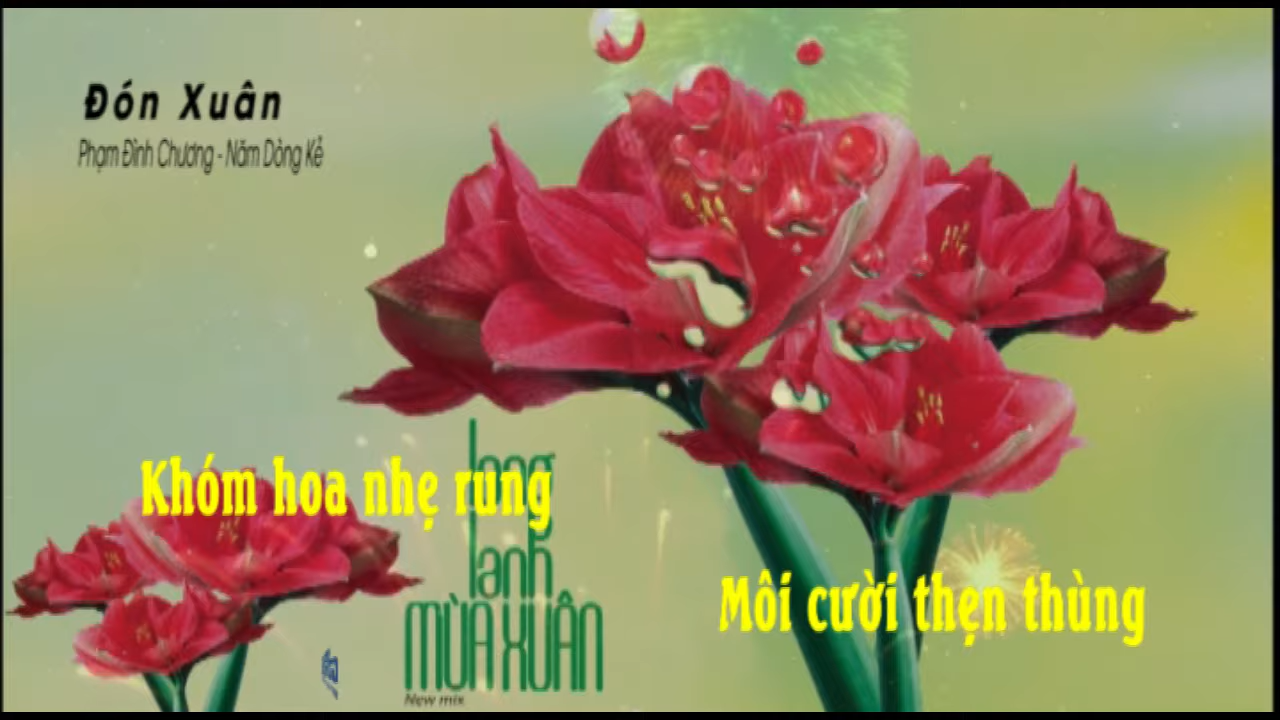 Đón Xuân
Phạm Đình Chương - Năm Dòng Kẻ
long
lanh
MÙA XUÂN
New mix
Khóm hoa nhẹ rung
Môi cười thẹn thùng